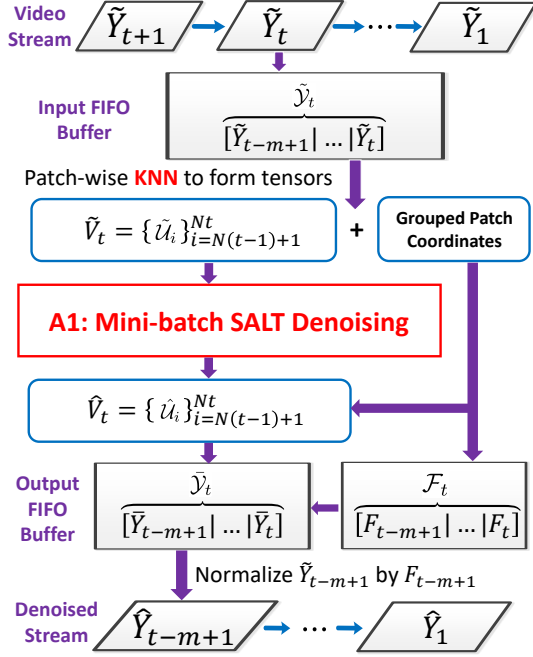 Video Stream
Ỹ_{t+1} Ỹ_t ··· Ỹ_1
Input FIFO Buffer
𝒴̃_t
[Ỹ_{t−m+1}| … |Ỹ_t]
Patch-wise KNN to form tensors
Ṽ_t = { 𝒰̃_i }_{i=N(t−1)+1}^{Nt}
+
Grouped Patch Coordinates
A1: Mini-batch SALT Denoising
V̂_t = { 𝒰̂_i }_{i=N(t−1)+1}^{Nt}
Output FIFO Buffer
𝒴̄_t
[Ȳ_{t−m+1}| … |Ȳ_t]
ℱ_t
[F_{t−m+1}| … |F_t]
Normalize Ỹ_{t−m+1} by F_{t−m+1}
Denoised Stream
Ŷ_{t−m+1} ··· Ŷ_1